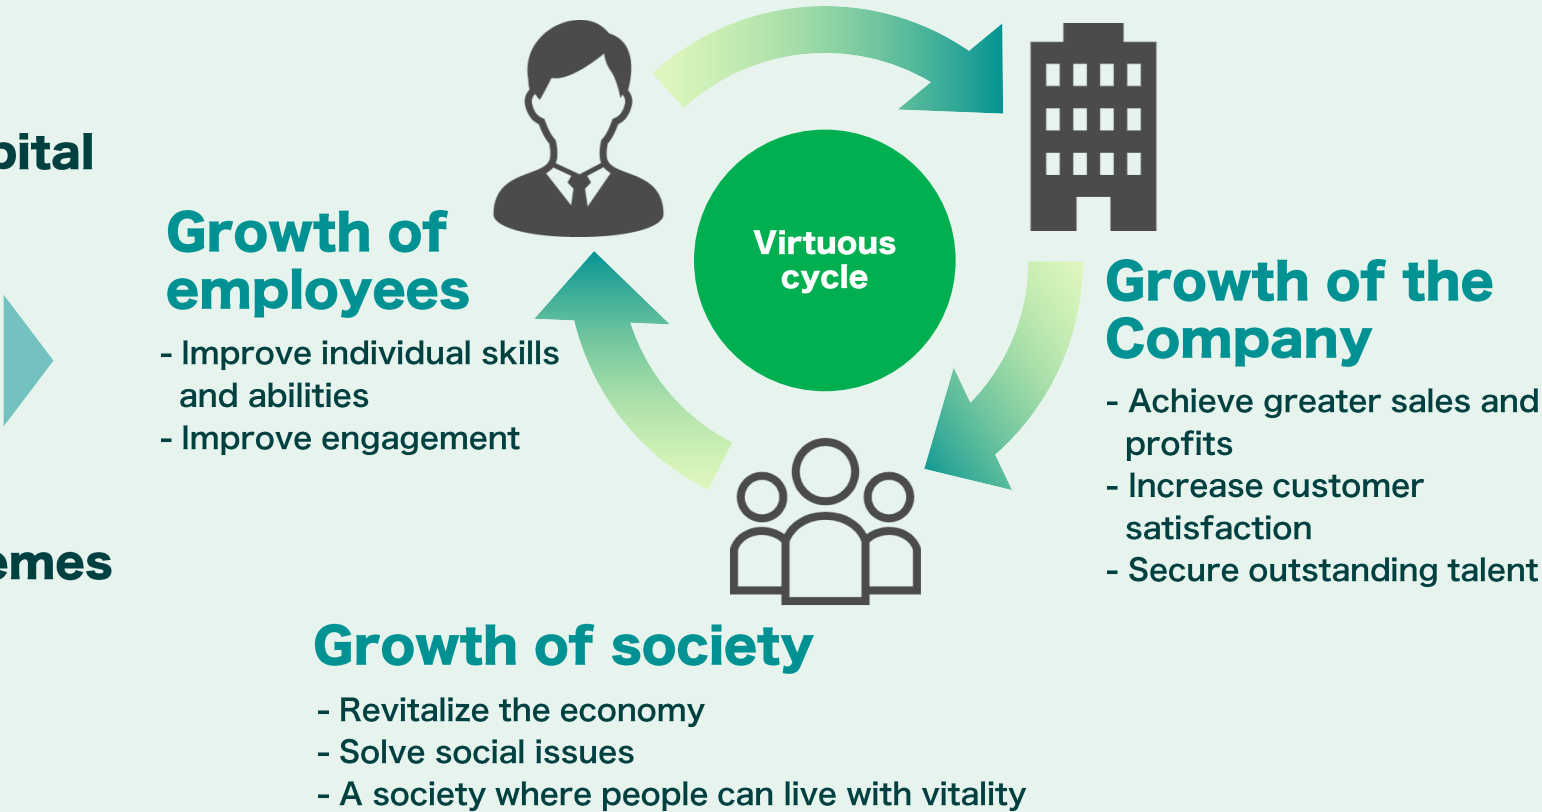 Virtuous
cycle
Growth of
employees
- Improve individual skills
and abilities
- Improve engagement
Growth of the
Company
- Achieve greater sales and
profits
- Increase customer
satisfaction
- Secure outstanding talent
Growth of society
- Revitalize the economy
- Solve social issues
- A society where people can live with vitality